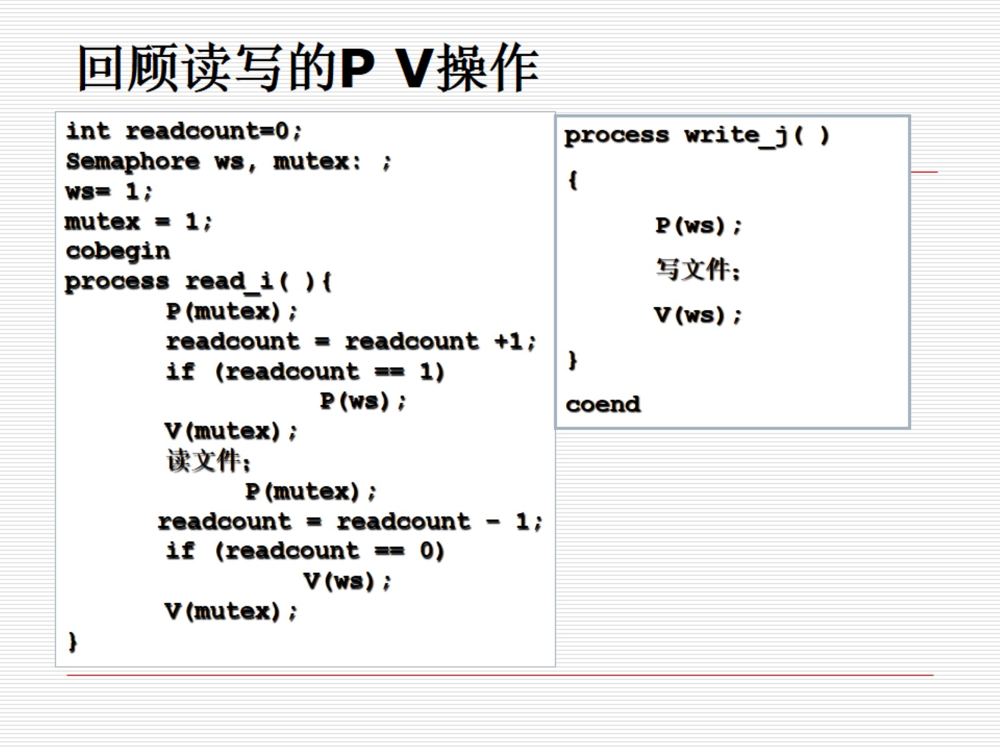 回顾读写的P V操作
int readcount=0;
Semaphore ws, mutex: ;
ws= 1;
mutex = 1;
cobegin
process read_i( ){
P(mutex);
readcount = readcount +1;
if (readcount == 1)
P(ws);
V(mutex);
读文件;
P(mutex);
readcount = readcount – 1;
if (readcount == 0)
V(ws);
V(mutex);
}
process write_j( )
{
P(ws);
写文件;
V(ws);
}
coend